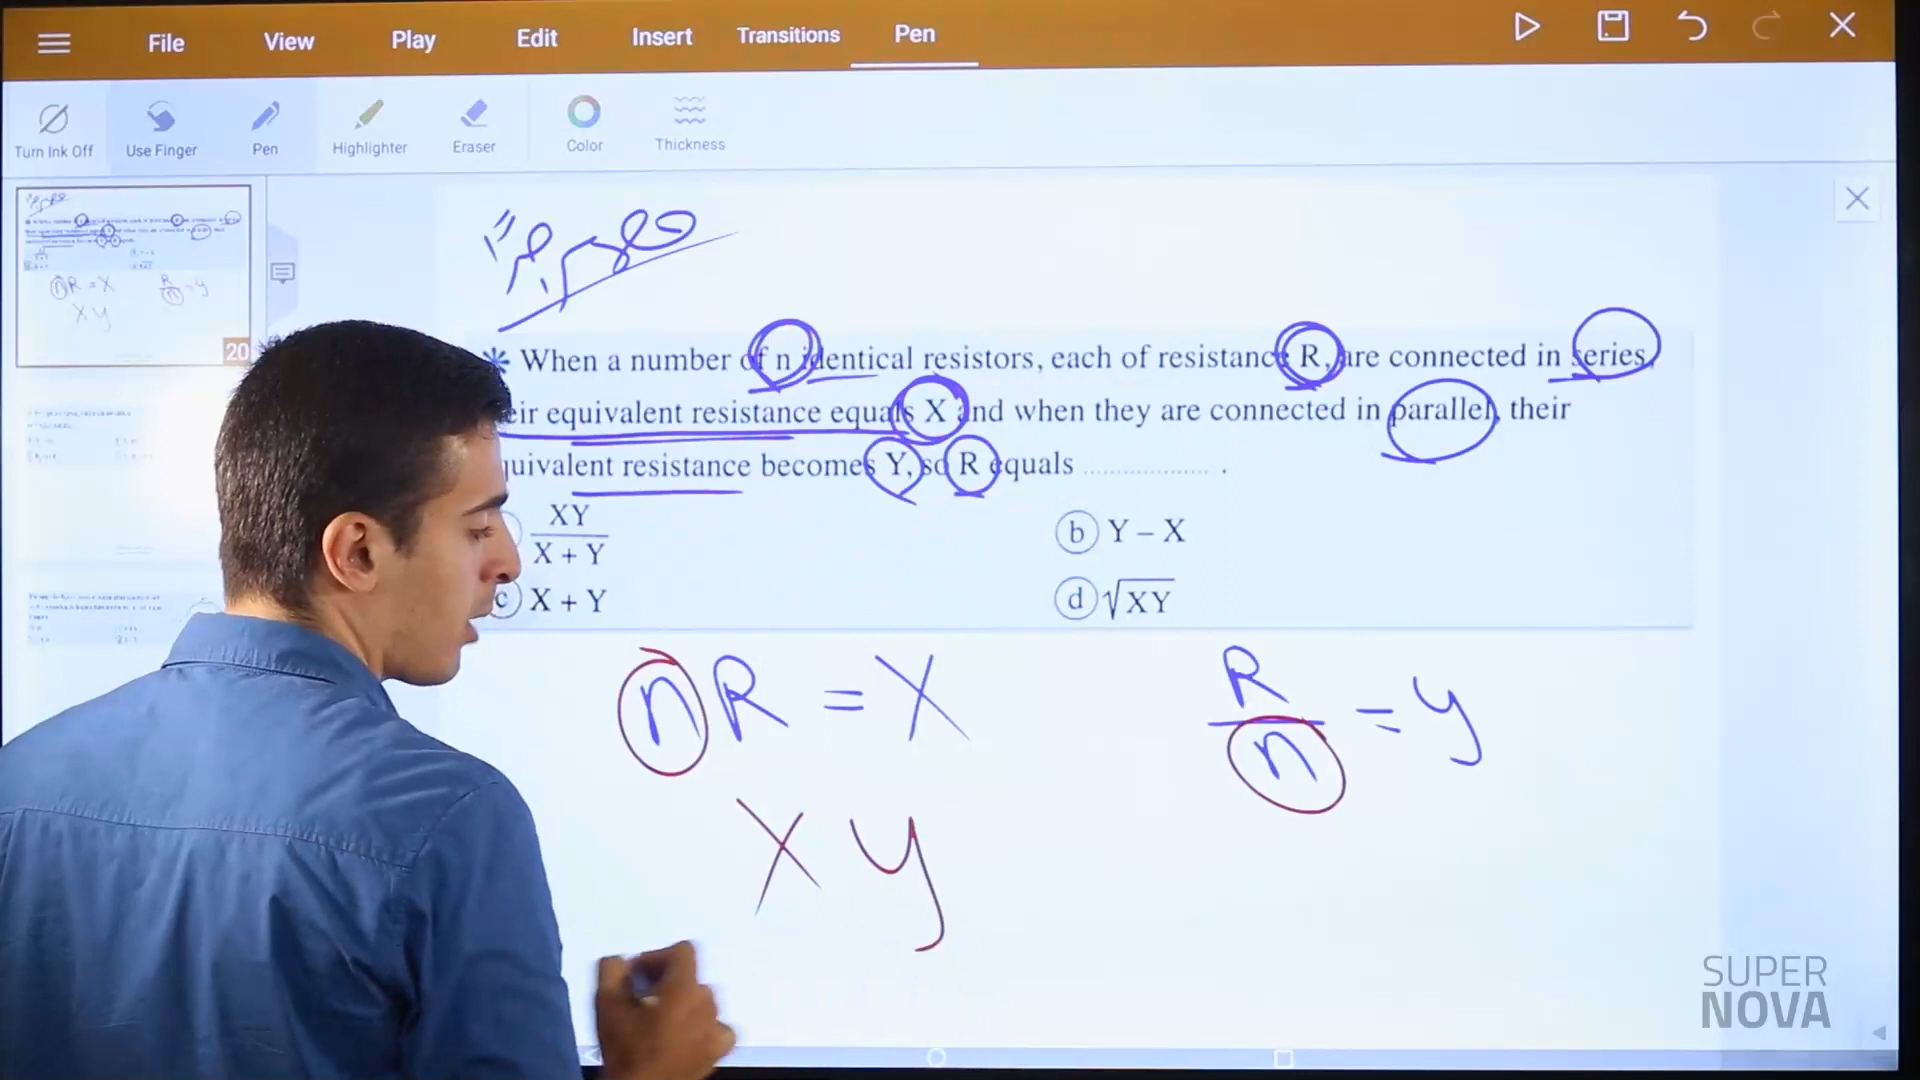 File View Play Edit Insert Transitions Pen
Turn Ink Off Use Finger Pen Highlighter Eraser Color Thickness
When a number of n identical resistors, each of resistance R, are connected in series,
eir equivalent resistance equals X and when they are connected in parallel, their
quivalent resistance becomes Y, so R equals .................... .
XY
X + Y
b Y – X
c X + Y
d √XY
nR = X
R
n
= y
X y
20
SUPER
NOVA